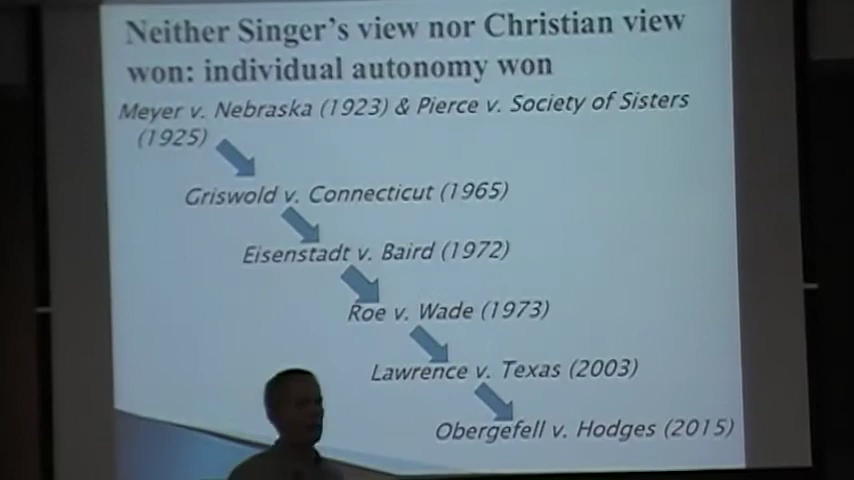 Neither Singer's view nor Christian view
won: individual autonomy won
Meyer v. Nebraska (1923) & Pierce v. Society of Sisters
(1925)
Griswold v. Connecticut (1965)
Eisenstadt v. Baird (1972)
Roe v. Wade (1973)
Lawrence v. Texas (2003)
Obergefell v. Hodges (2015)